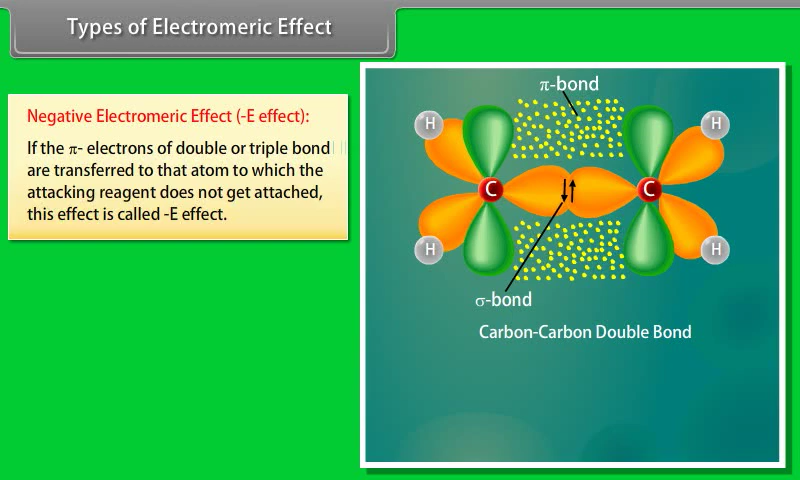 Types of Electromeric Effect
Negative Electromeric Effect (-E effect):
If the π- electrons of double or triple bond
are transferred to that atom to which the
attacking reagent does not get attached,
this effect is called -E effect.
π-bond
H H
C C
H H
σ-bond
Carbon-Carbon Double Bond